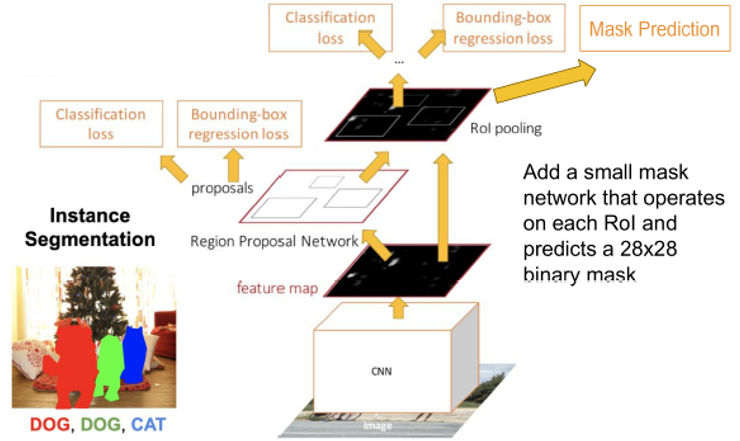 Classification
loss
Bounding-box
regression loss
Mask Prediction
...
RoI pooling
Classification
loss
Bounding-box
regression loss
proposals
Add a small mask
network that operates
on each RoI and
predicts a 28x28
binary mask
Instance
Segmentation
Region Proposal Network
feature map
CNN
image
DOG, DOG, CAT